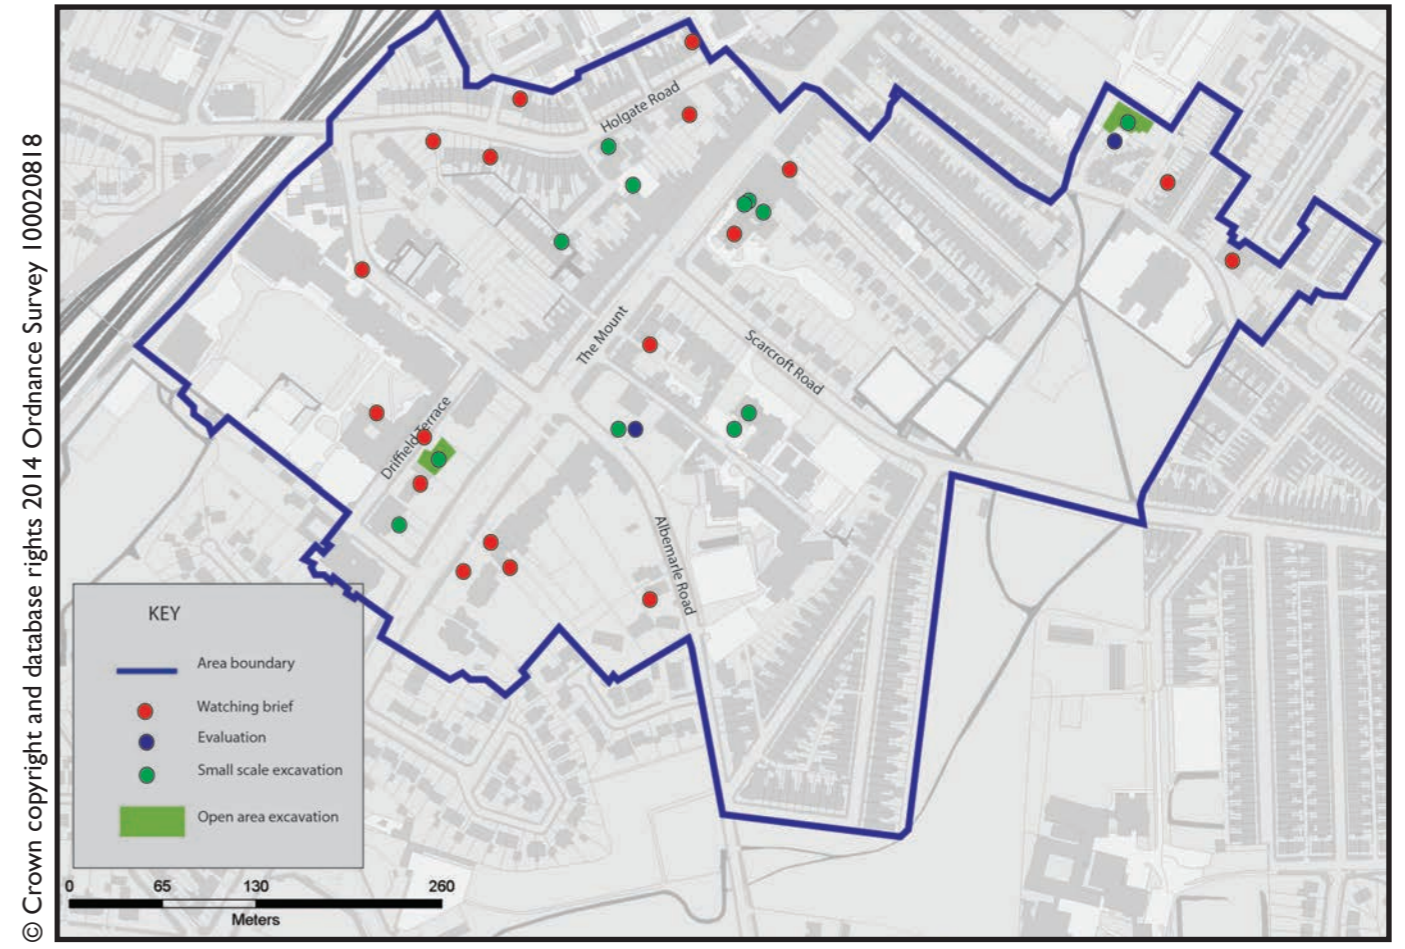 © Crown copyright and database rights 2014 Ordnance Survey 100020818
Holgate Road
The Mount
Scarcroft Road
Driffield Terrace
Albemarle Road
KEY
Area boundary
Watching brief
Evaluation
Small scale excavation
Open area excavation
0 65 130 260
Meters